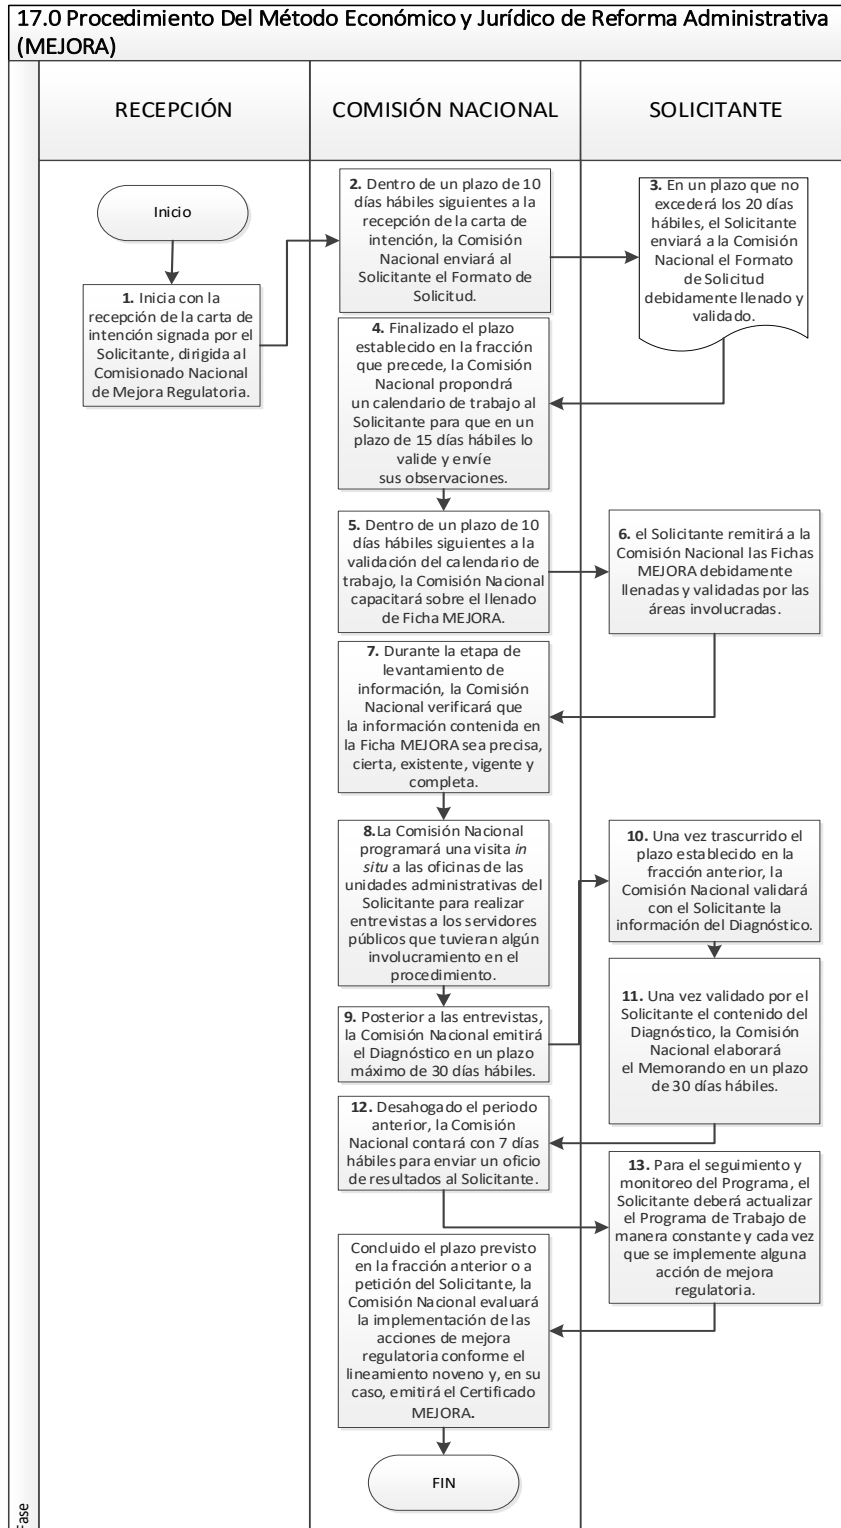 17.0 Procedimiento Del Método Económico y Jurídico de Reforma Administrativa
(MEJORA)
RECEPCIÓN
COMISIÓN NACIONAL
SOLICITANTE
Inicio
1. Inicia con la
recepción de la carta de
intención signada por el
Solicitante, dirigida al
Comisionado Nacional
de Mejora Regulatoria.
2. Dentro de un plazo de 10
días hábiles siguientes a la
recepción de la carta de
intención, la Comisión
Nacional enviará al
Solicitante el Formato de
Solicitud.
3. En un plazo que no
excederá los 20 días
hábiles, el Solicitante
enviará a la Comisión
Nacional el Formato
de Solicitud
debidamente llenado y
validado.
4. Finalizado el plazo
establecido en la fracción
que precede, la Comisión
Nacional propondrá
un calendario de trabajo al
Solicitante para que en un
plazo de 15 días hábiles lo
valide y envíe
sus observaciones.
5. Dentro de un plazo de 10
días hábiles siguientes a la
validación del calendario de
trabajo, la Comisión Nacional
capacitará sobre el llenado
de Ficha MEJORA.
6. el Solicitante remitirá a la
Comisión Nacional las Fichas
MEJORA debidamente
llenadas y validadas por las
áreas involucradas.
7. Durante la etapa de
levantamiento de
información, la Comisión
Nacional verificará que
la información contenida en
la Ficha MEJORA sea precisa,
cierta, existente, vigente y
completa.
8.La Comisión Nacional
programará una visita in
situ a las oficinas de las
unidades administrativas del
Solicitante para realizar
entrevistas a los servidores
públicos que tuvieran algún
involucramiento en el
procedimiento.
9. Posterior a las entrevistas,
la Comisión Nacional emitirá
el Diagnóstico en un plazo
máximo de 30 días hábiles.
10. Una vez trascurrido el
plazo establecido en la
fracción anterior, la
Comisión Nacional validará
con el Solicitante la
información del Diagnóstico.
11. Una vez validado por el
Solicitante el contenido del
Diagnóstico, la Comisión
Nacional elaborará
el Memorando en un plazo
de 30 días hábiles.
12. Desahogado el periodo
anterior, la Comisión
Nacional contará con 7 días
hábiles para enviar un oficio
de resultados al Solicitante.
13. Para el seguimiento y
monitoreo del Programa, el
Solicitante deberá actualizar
el Programa de Trabajo de
manera constante y cada vez
que se implemente alguna
acción de mejora
regulatoria.
Concluido el plazo previsto
en la fracción anterior o a
petición del Solicitante, la
Comisión Nacional evaluará
la implementación de las
acciones de mejora
regulatoria conforme el
lineamiento noveno y, en su
caso, emitirá el Certificado
MEJORA.
FIN
Fase